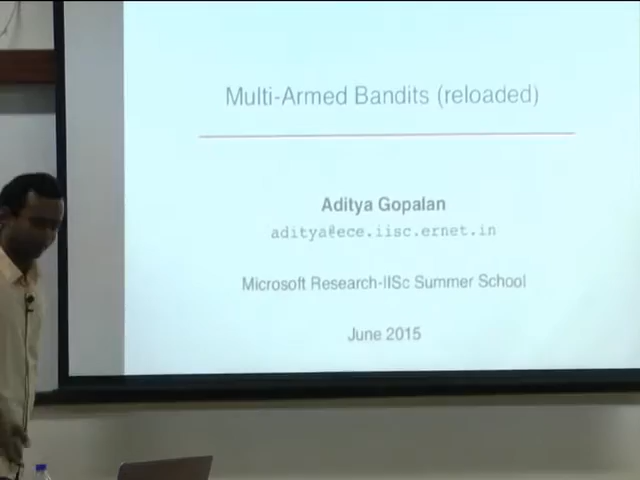 Multi-Armed Bandits (reloaded)
Aditya Gopalan
aditya@ece.iisc.ernet.in
Microsoft Research-IISc Summer School
June 2015